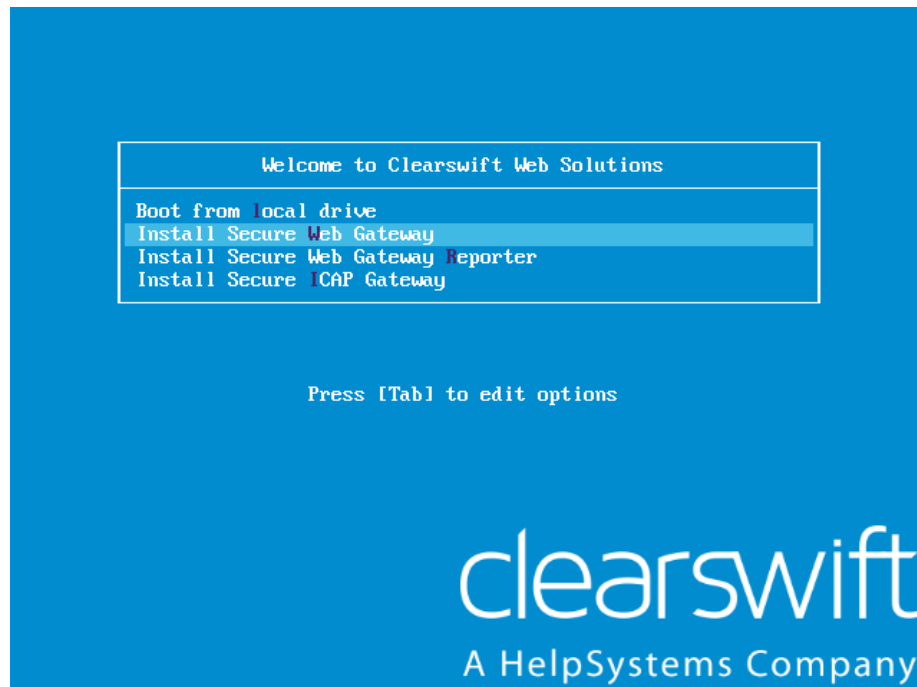 Welcome to Clearswift Web Solutions
Boot from local drive
Install Secure Web Gateway
Install Secure Web Gateway Reporter
Install Secure ICAP Gateway
Press [Tab] to edit options
clearswift
A HelpSystems Company